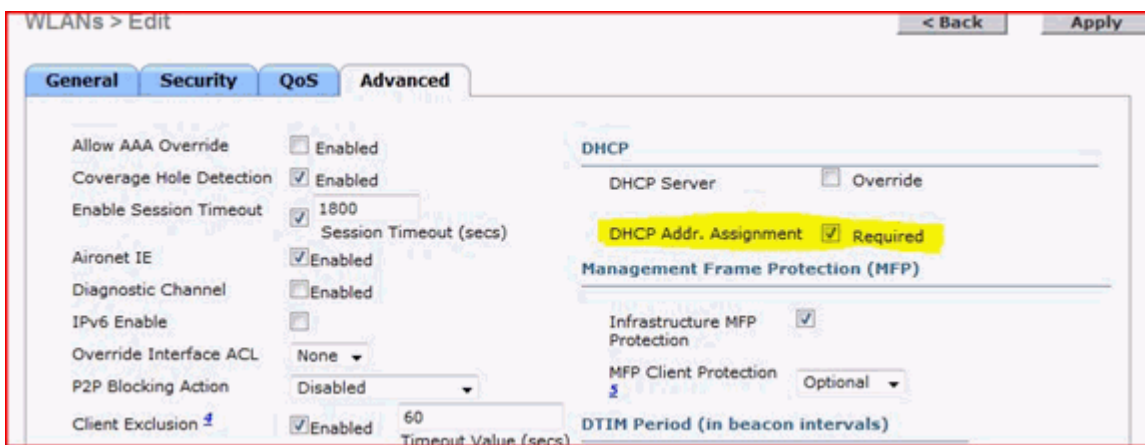 WLANs > Edit
< Back
Apply
General
Security
QoS
Advanced
Allow AAA Override
Enabled
Coverage Hole Detection
Enabled
Enable Session Timeout
1800
Session Timeout (secs)
Aironet IE
Enabled
Diagnostic Channel
Enabled
IPv6 Enable
Override Interface ACL
None
P2P Blocking Action
Disabled
Client Exclusion 4
Enabled
60
Timeout Value (secs)
DHCP
DHCP Server
Override
DHCP Addr. Assignment
Required
Management Frame Protection (MFP)
Infrastructure MFP
Protection
MFP Client Protection
5
Optional
DTIM Period (in beacon intervals)